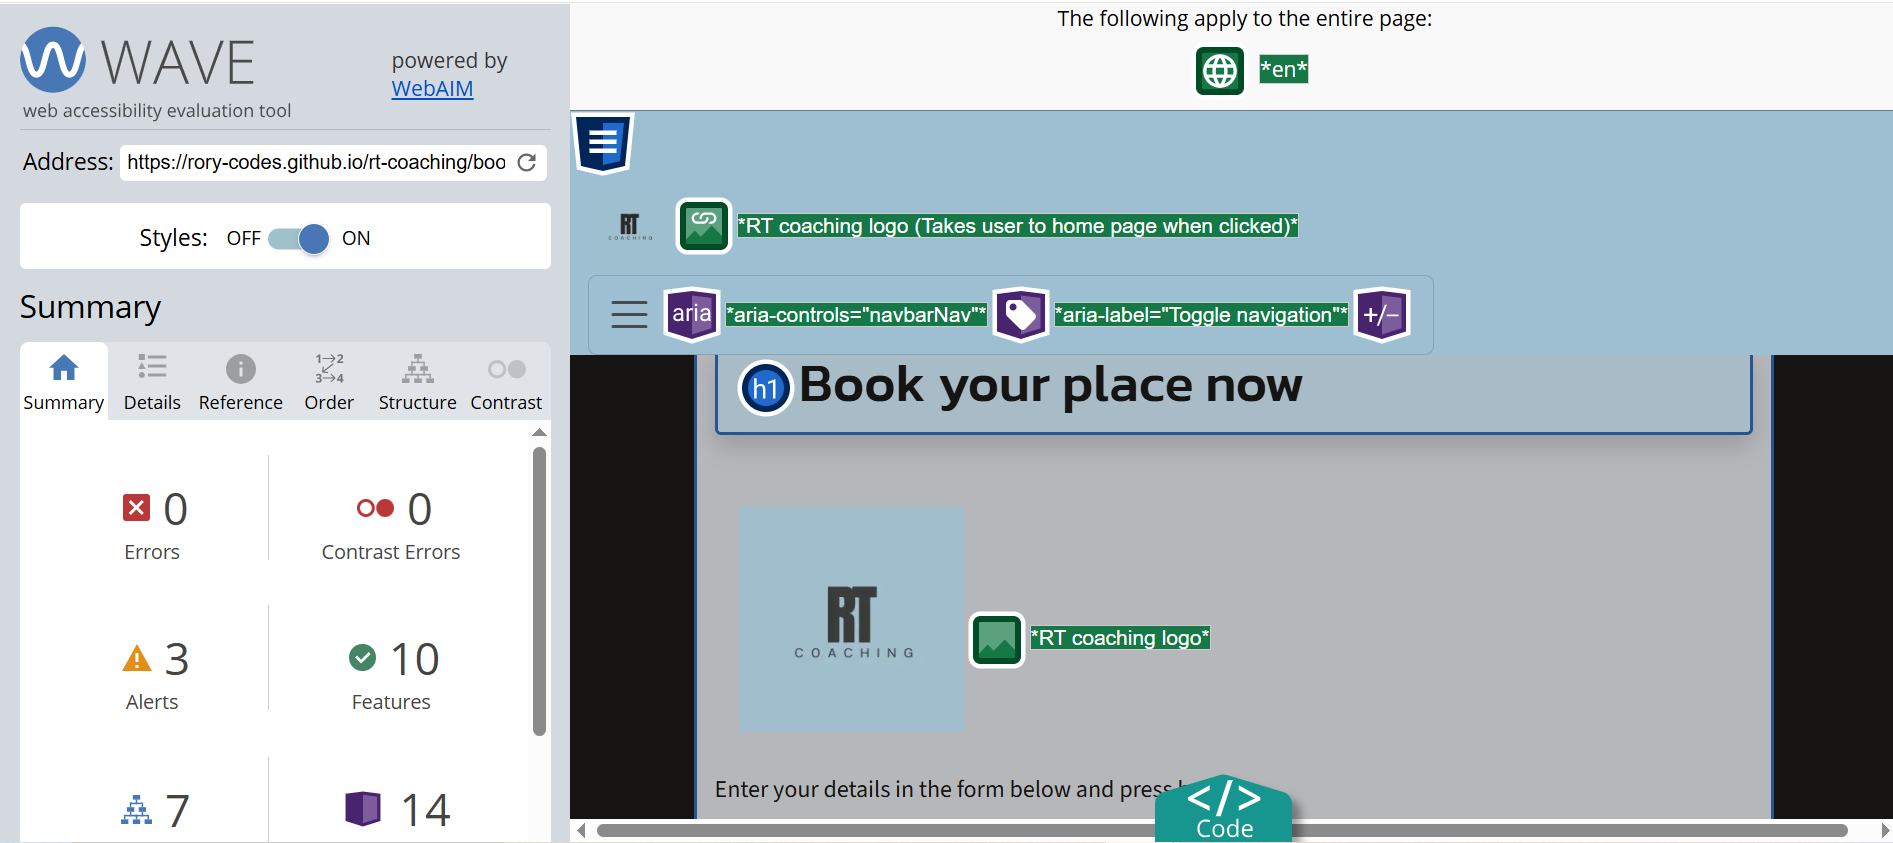 WAVE
powered by
WebAIM
web accessibility evaluation tool
Address: https://rory-codes.github.io/rt-coaching/boo
Styles: OFF ON
Summary
Summary Details Reference Order Structure Contrast
i 1→2 3→4
0 0
Errors Contrast Errors
3 10
Alerts Features
7 14
The following apply to the entire page:
*en*
RT
COACHING
*RT coaching logo (Takes user to home page when clicked)*
aria *aria-controls="navbarNav"* *aria-label="Toggle navigation"* +/−
h1 Book your place now
RT
COACHING
*RT coaching logo*
Enter your details in the form below and press
</>
Code